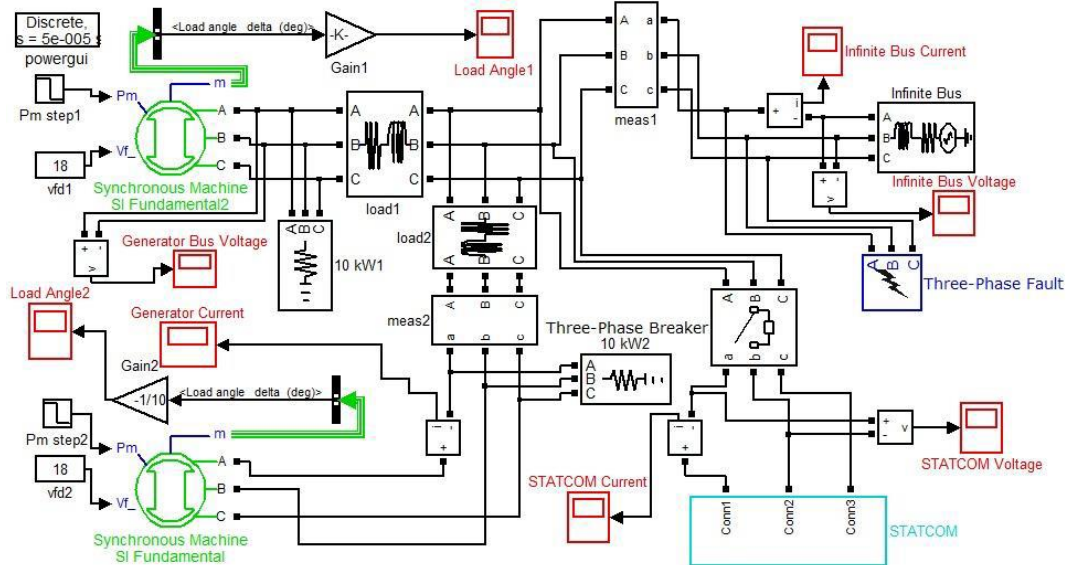 Discrete,
s = 5e-005 s
powergui
<Load angle delta (deg)>
-K-
Gain1
Load Angle1
A
B
C
a
b
c
meas1
Infinite Bus Current
i
+
-
Infinite Bus
A
B
C
Pm step1
Pm
m
A
B
C
18
vfd1
Vf_
Synchronous Machine
SI Fundamental2
A
B
C
A
B
C
load1
+
-
v
Infinite Bus Voltage
+
-
v
Generator Bus Voltage
A
B
C
10 kW1
A
B
C
load2
a
b
c
A
B
C
Three-Phase Fault
Load Angle2
Generator Current
A
B
C
meas2
a
b
c
Three-Phase Breaker
10 kW2
A
B
C
A
B
C
a
b
c
Gain2
-1/10
<Load angle delta (deg)>
i
-
+
i
-
+
+
-
v
STATCOM Voltage
Pm step2
Pm
m
A
B
C
18
vfd2
Vf_
Synchronous Machine
SI Fundamental
STATCOM Current
Conn1
Conn2
Conn3
STATCOM